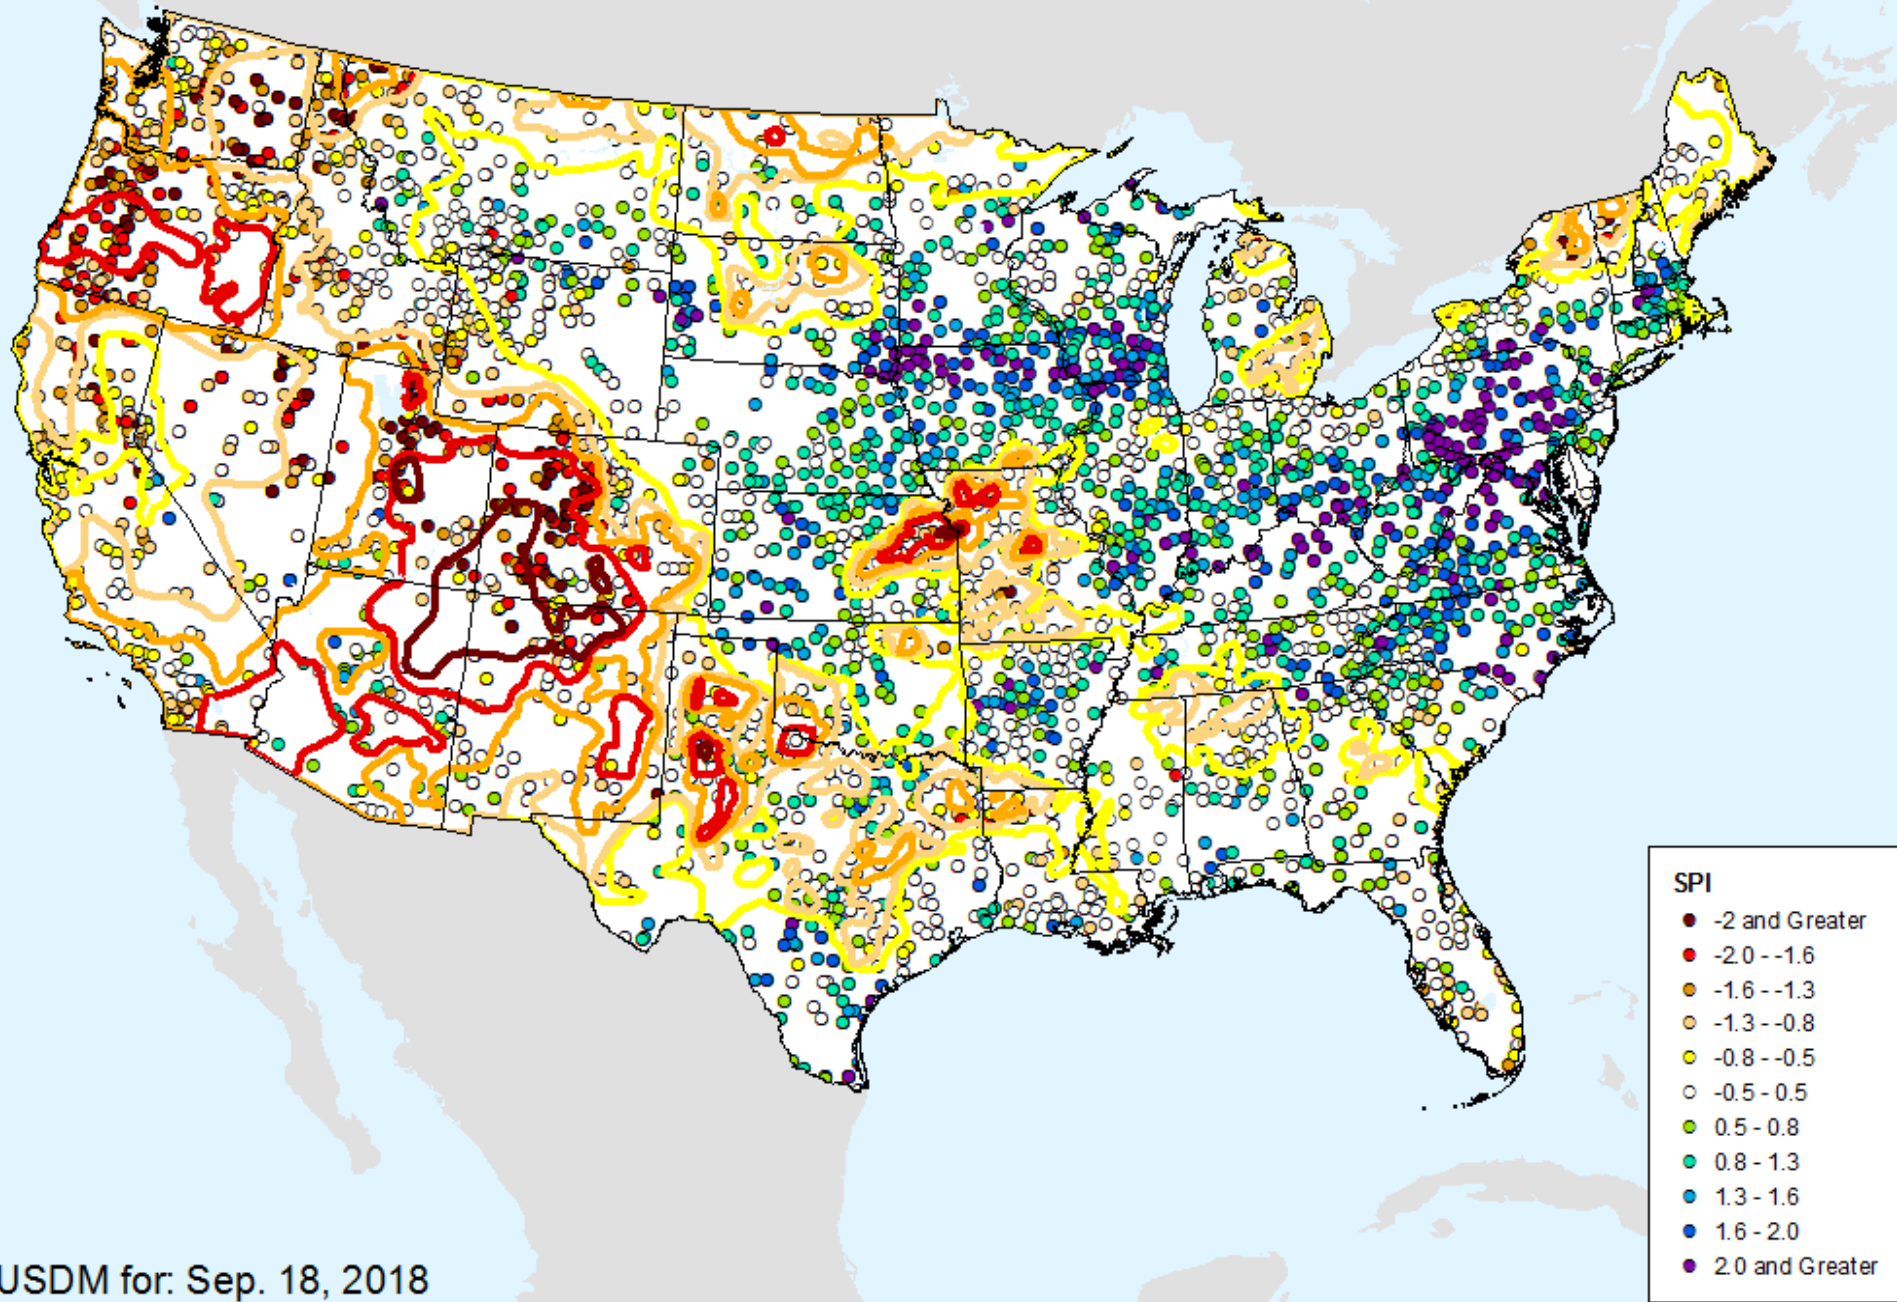 SPI
-2 and Greater
-2.0 - -1.6
-1.6 - -1.3
-1.3 - -0.8
-0.8 - -0.5
-0.5 - 0.5
0.5 - 0.8
0.8 - 1.3
1.3 - 1.6
1.6 - 2.0
2.0 and Greater
USDM for: Sep. 18, 2018